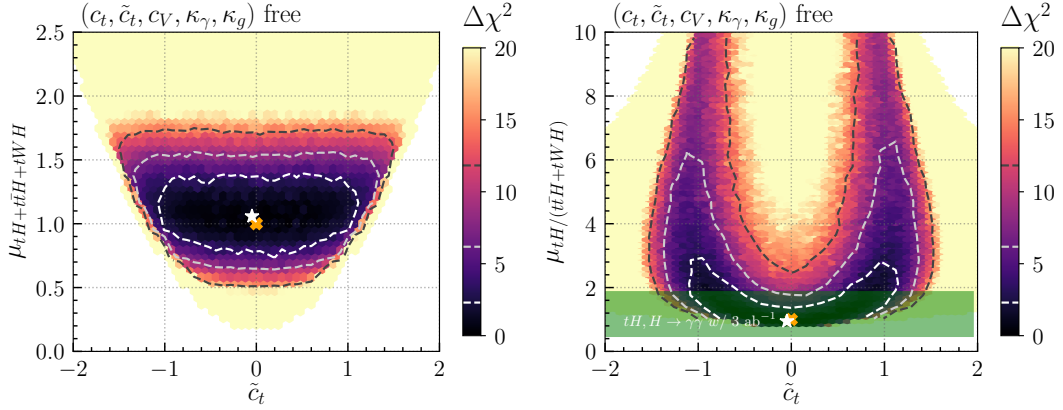 (c_t, c̃_t, c_V, κ_γ, κ_g) free
Δχ²
μ_{tH+tt̄H+tWH}
2.5
2.0
1.5
1.0
0.5
0.0
−2 −1 0 1 2
c̃_t
20
15
10
5
0
(c_t, c̃_t, c_V, κ_γ, κ_g) free
Δχ²
μ_{tH/(tt̄H+tWH)}
10
8
6
4
2
0
tH, H → γγ w/ 3 ab⁻¹
−2 −1 0 1 2
c̃_t
20
15
10
5
0